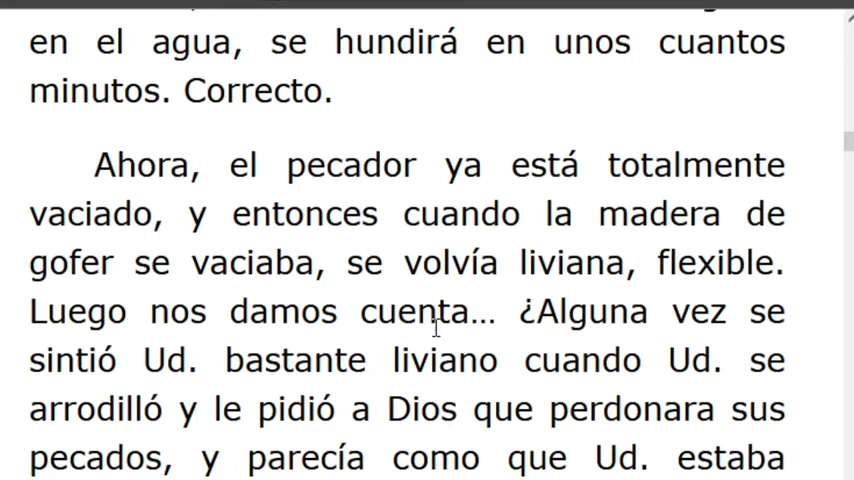 en el agua, se hundirá en unos cuantos
minutos. Correcto.
Ahora, el pecador ya está totalmente
vaciado, y entonces cuando la madera de
gofer se vaciaba, se volvía liviana, flexible.
Luego nos damos cuenta... ¿Alguna vez se
sintió Ud. bastante liviano cuando Ud. se
arrodilló y le pidió a Dios que perdonara sus
pecados, y parecía como que Ud. estaba